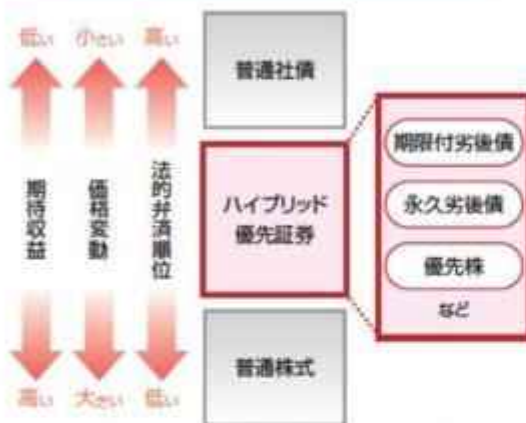 低い 小さい 高い
普通社債
期待収益
価格変動
法的弁済順位
ハイブリッド
優先証券
期限付劣後債
永久劣後債
優先株
など
普通株式
高い 大きい 低い